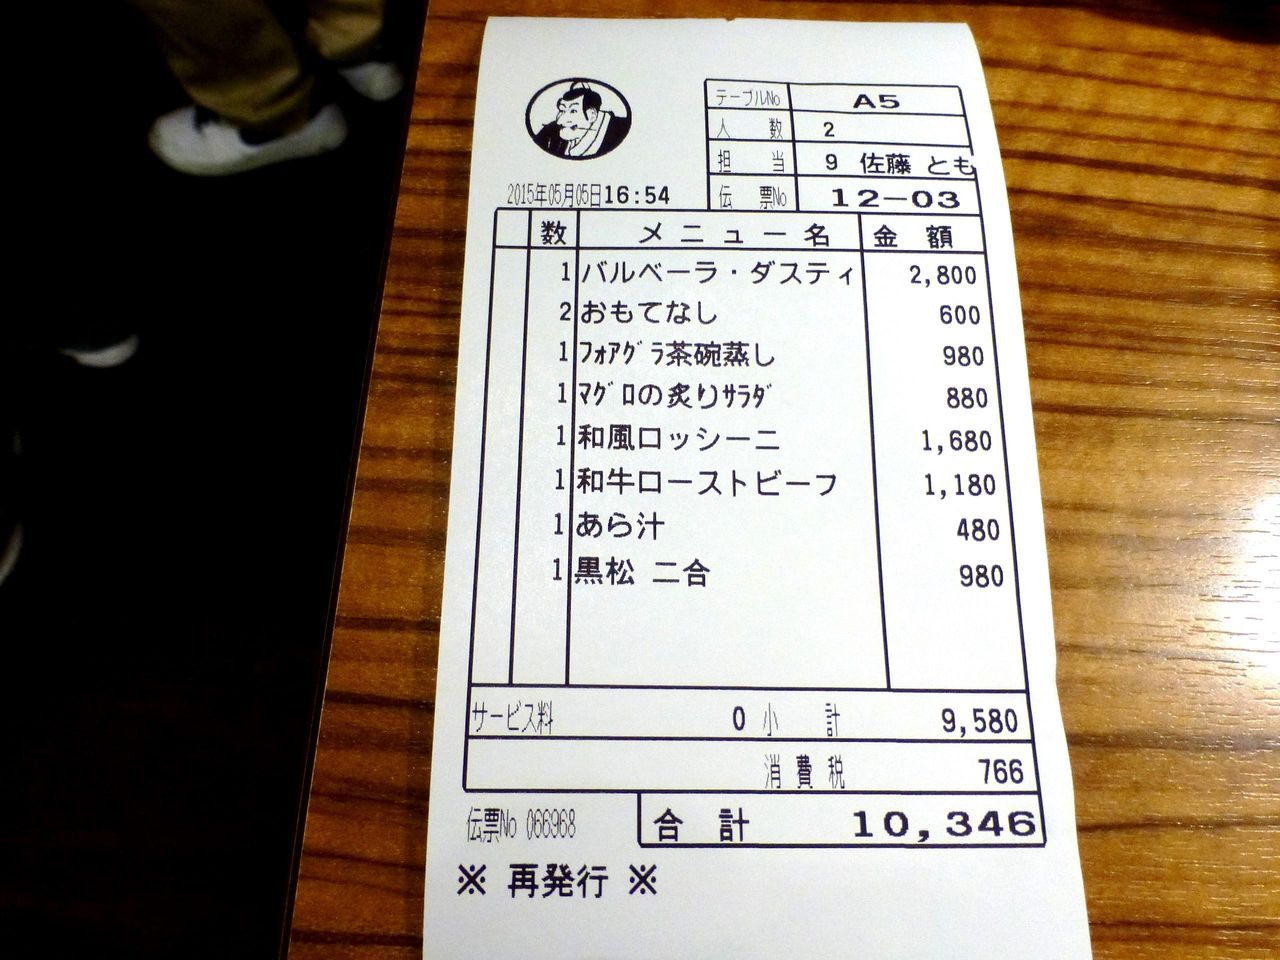 テーブルNo A5
人数 2
担当 9 佐藤 とも
2015年05月05日16:54 伝票No 12-03
数 メニュー名 金額
1 バルベーラ・ダスティ 2,800
2 おもてなし 600
1 ﾌｫｱｸﾞﾗ茶碗蒸し 980
1 ﾏｸﾞﾛの炙りｻﾗﾀﾞ 880
1 和風ロッシーニ 1,680
1 和牛ローストビーフ 1,180
1 あら汁 480
1 黒松 二合 980
サービス料 0 小計 9,580
消費税 766
伝票No 066968 合計 10,346
※ 再発行 ※